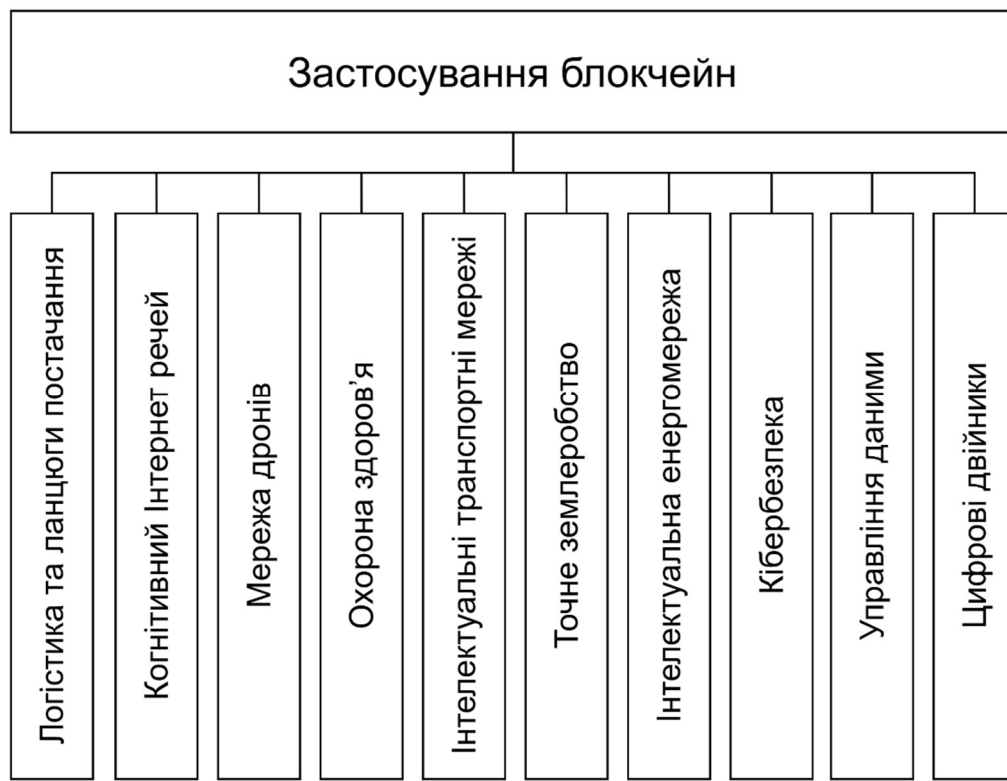 Застосування блокчейн
Логістика та ланцюги постачання
Когнітивний Інтернет речей
Мережа дронів
Охорона здоров’я
Інтелектуальні транспортні мережі
Точне землеробство
Інтелектуальна енергомережа
Кібербезпека
Управління даними
Цифрові двійники